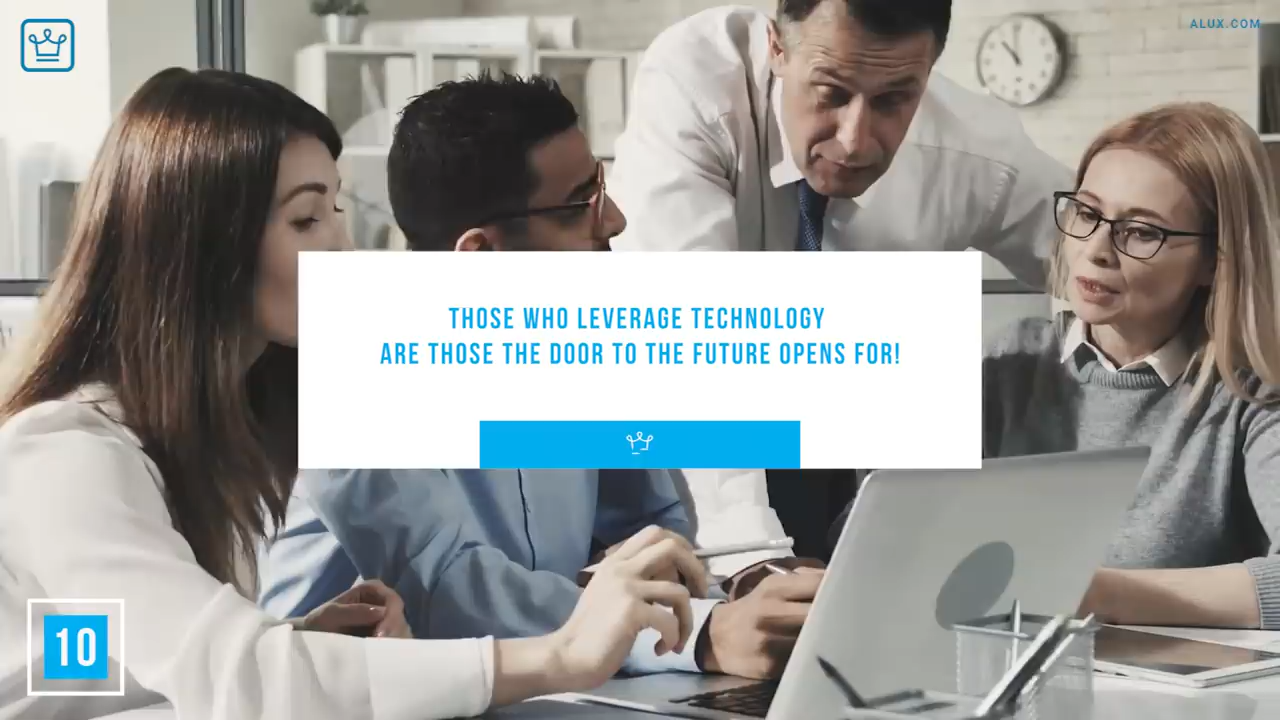 ALUX.COM
THOSE WHO LEVERAGE TECHNOLOGY
ARE THOSE THE DOOR TO THE FUTURE OPENS FOR!
10